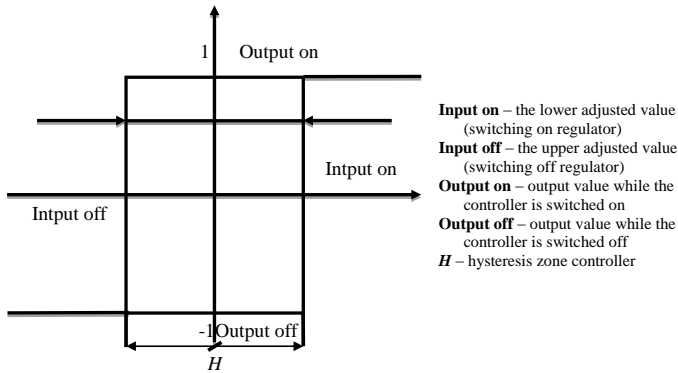 1 Output on
Intput on
Intput off
-1Output off
H
Input on – the lower adjusted value
(switching on regulator)
Input off – the upper adjusted value
(switching off regulator)
Output on – output value while the
controller is switched on
Output off – output value while the
controller is switched off
H – hysteresis zone controller